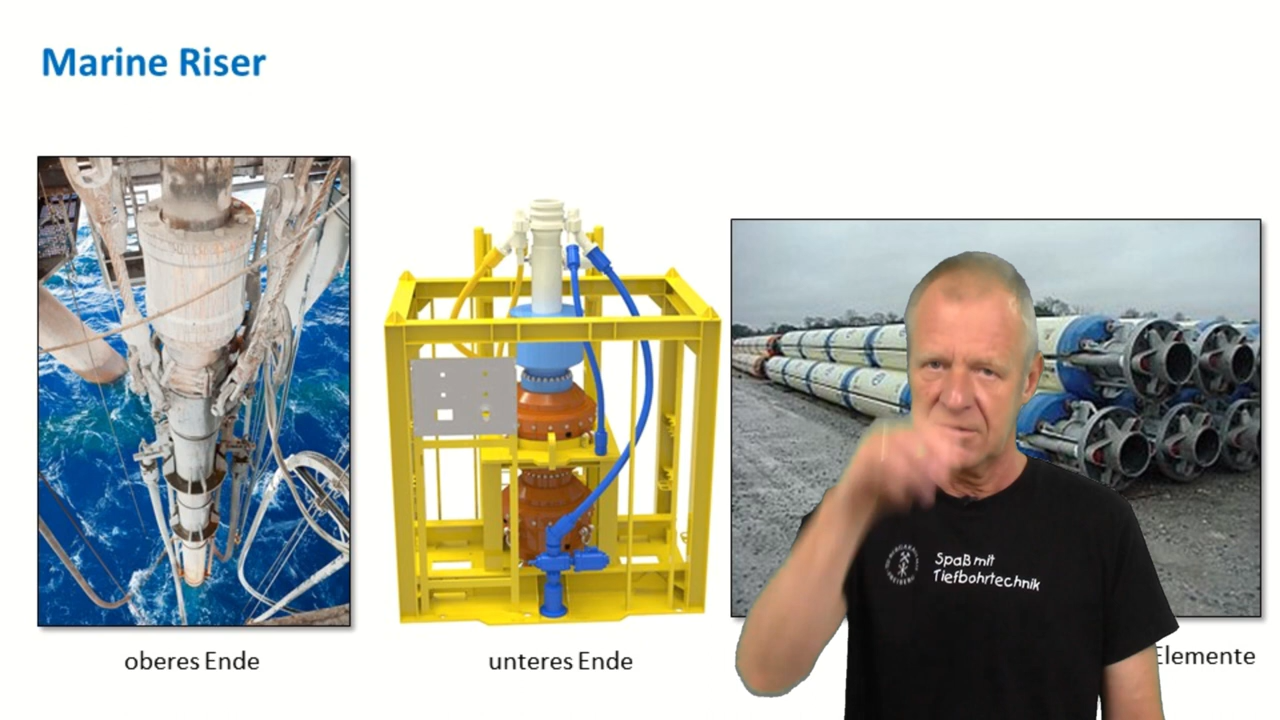 Marine Riser
oberes Ende
unteres Ende
Elemente
Spaß mit
Tiefbohrtechnik